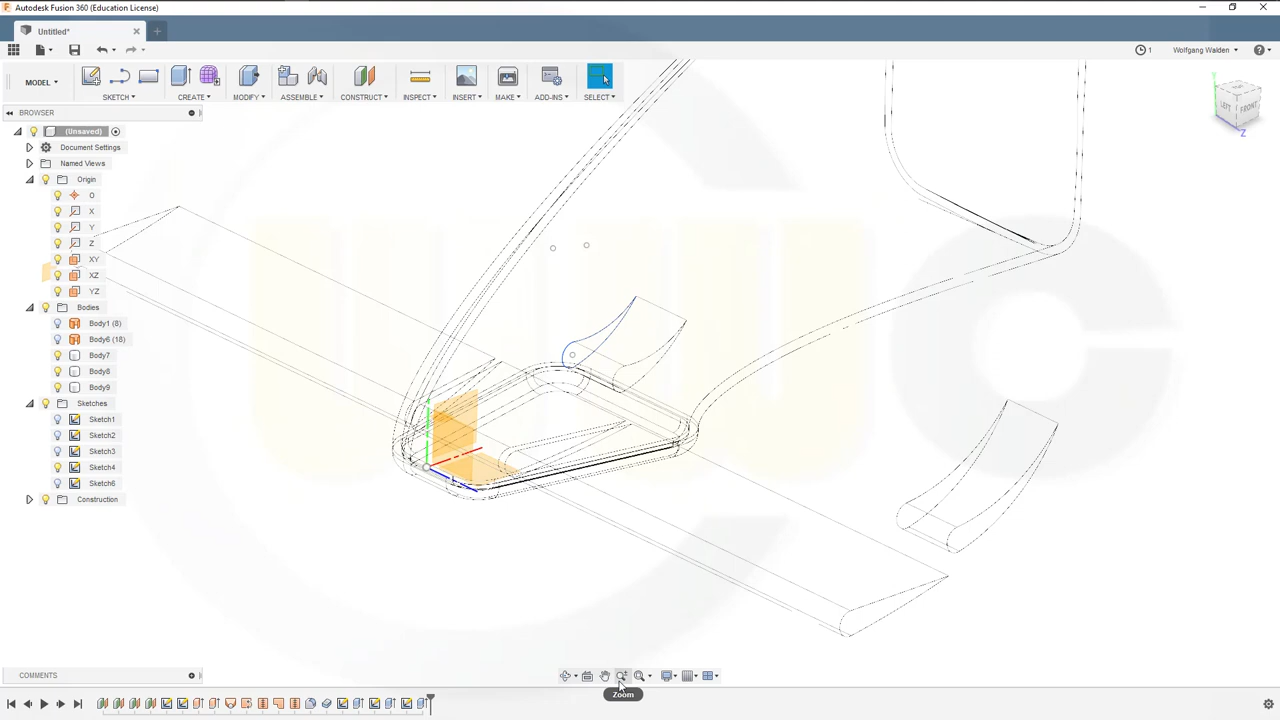 Autodesk Fusion 360 (Education License)
Untitled*
1
Wolfgang Walden
MODEL
SKETCH
CREATE
MODIFY
ASSEMBLE
CONSTRUCT
INSPECT
INSERT
MAKE
ADD-INS
SELECT
BROWSER
(Unsaved)
Document Settings
Named Views
Origin
O
X
Y
Z
XY
XZ
YZ
Bodies
Body1 (8)
Body6 (18)
Body7
Body8
Body9
Sketches
Sketch1
Sketch2
Sketch3
Sketch4
Sketch6
Construction
LEFT
FRONT
Z
COMMENTS
Zoom